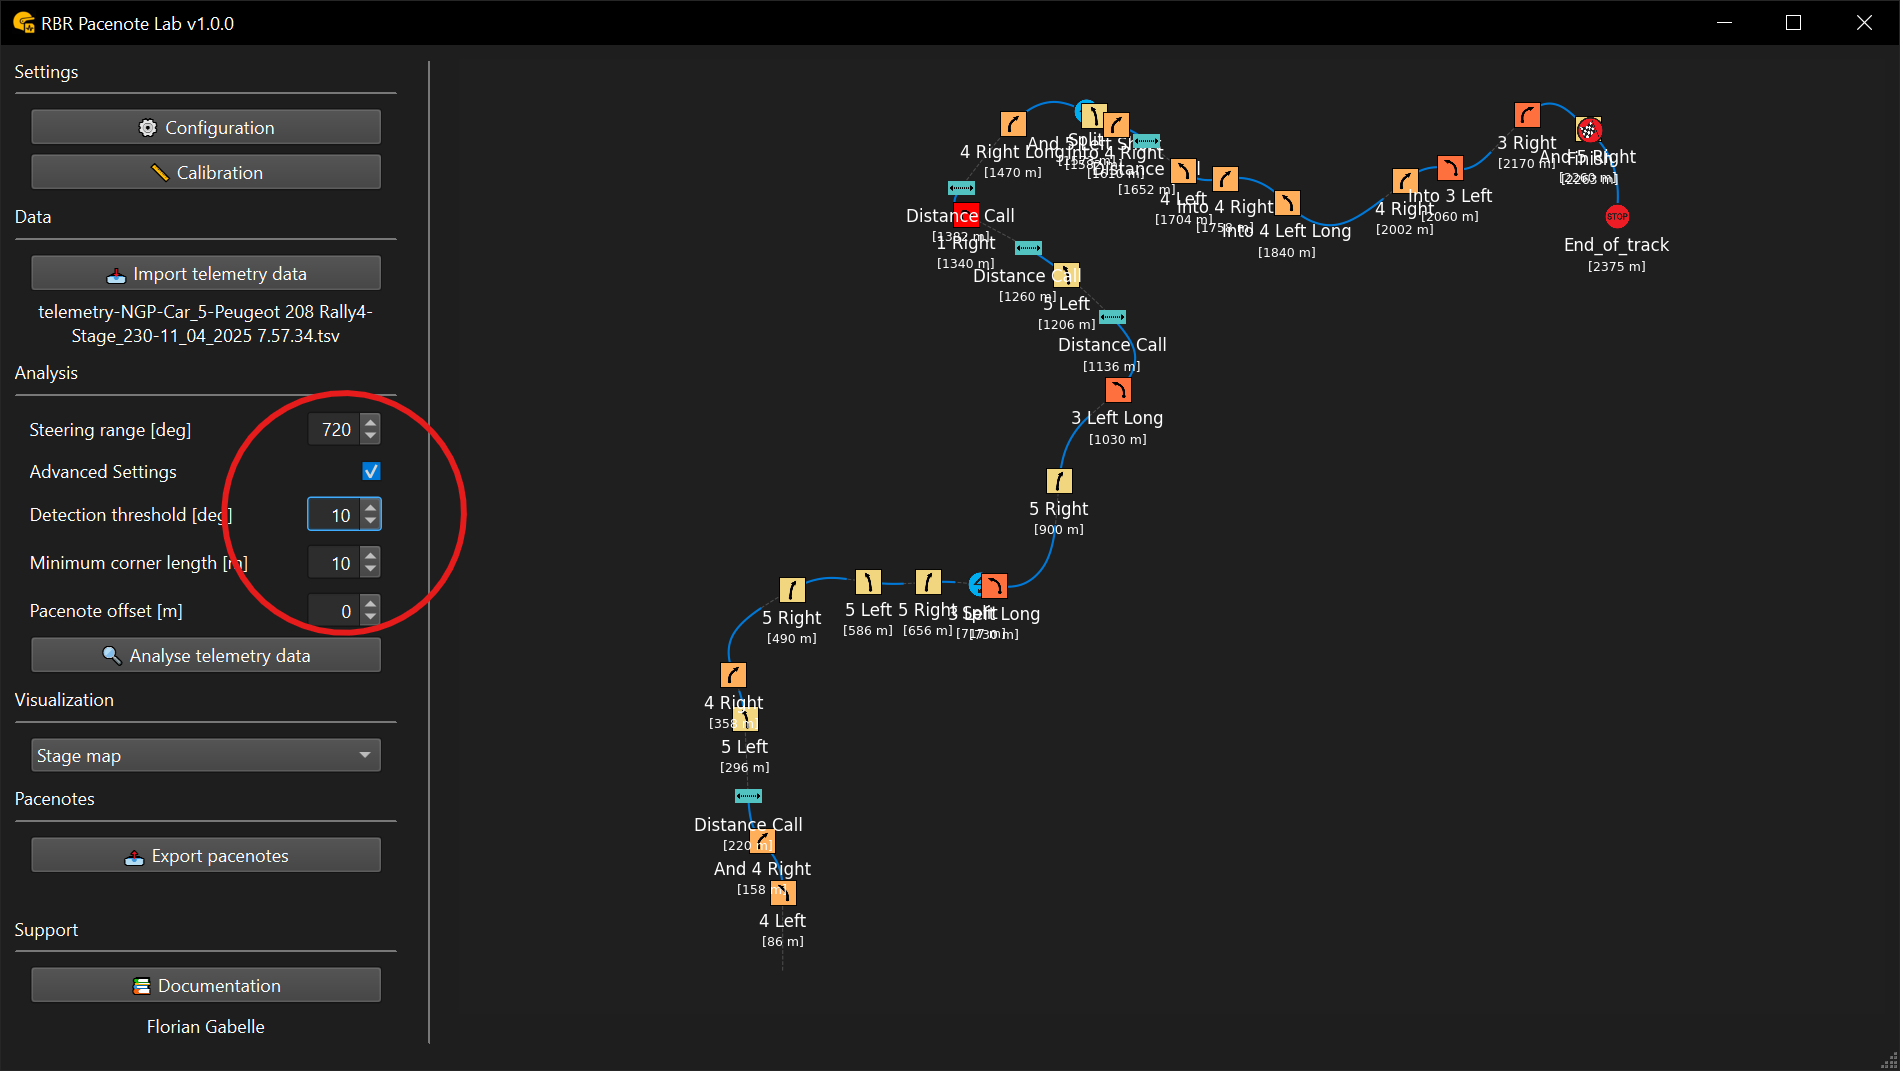 RBR Pacenote Lab v1.0.0
Settings
Configuration
Calibration
Data
Import telemetry data
telemetry-NGP-Car_5-Peugeot 208 Rally4-
Stage_230-11_04_2025 7.57.34.tsv
Analysis
Steering range [deg]
720
Advanced Settings
Detection threshold [deg]
10
Minimum corner length [m]
10
Pacenote offset [m]
0
Analyse telemetry data
Visualization
Stage map
Pacenotes
Export pacenotes
Support
Documentation
Florian Gabelle
4 Right Long
[1470 m]
Split
Into 4 Right
Distance
[1652 m]
4 Left
[1704 m]
Into 4 Right
[1758 m]
Into 4 Left Long
[1840 m]
4 Right
[2002 m]
Into 3 Left
[2060 m]
3 Right
[2170 m]
And 5 Right
Finish
[2263 m]
STOP
End_of_track
[2375 m]
Distance Call
1 Right
[1340 m]
Distance Call
[1260 m]
5 Left
[1206 m]
Distance Call
[1136 m]
3 Left Long
[1030 m]
5 Right
[900 m]
5 Right
[490 m]
5 Left
[586 m]
5 Right
[656 m]
Split
3 Left Long
4 Right
[358 m]
5 Left
[296 m]
Distance Call
[220 m]
And 4 Right
[158 m]
4 Left
[86 m]